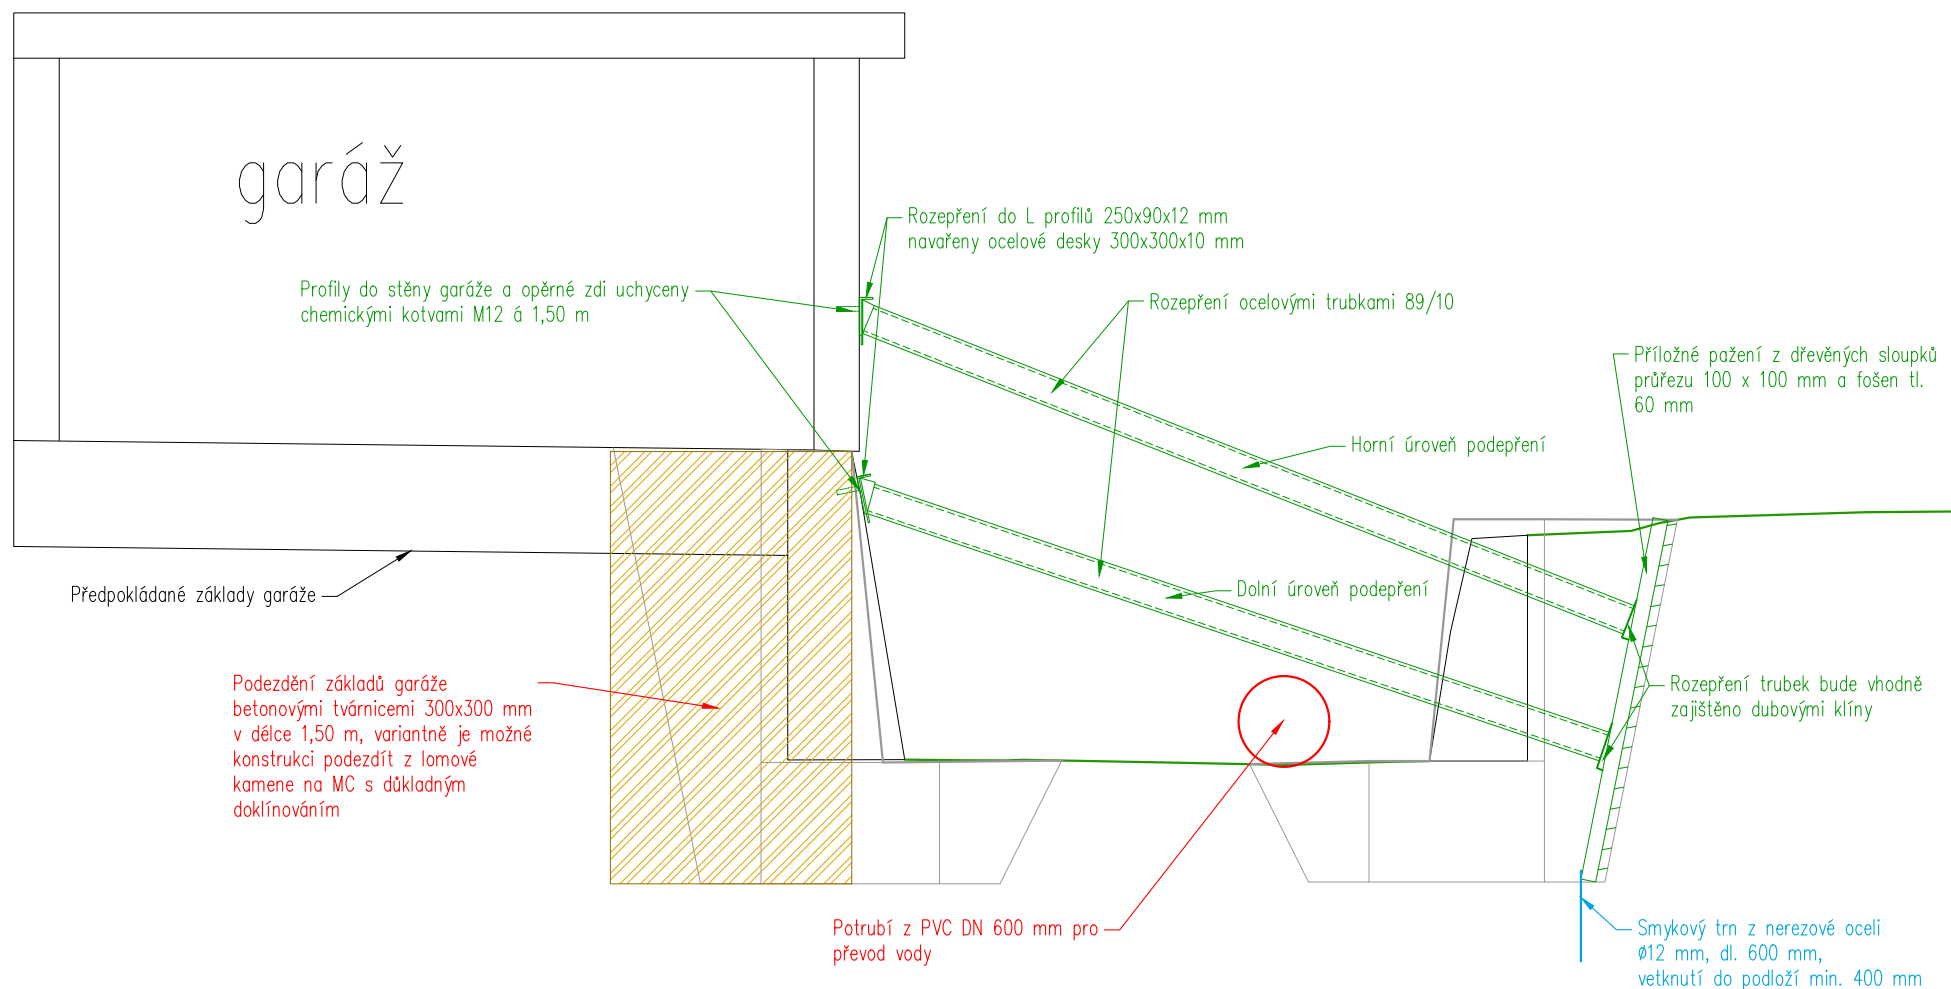 garáž
Rozepření do L profilů 250x90x12 mm
navařeny ocelové desky 300x300x10 mm
Profily do stěny garáže a opěrné zdi uchyceny
chemickými kotvami M12 á 1,50 m
Rozepření ocelovými trubkami 89/10
Příložné pažení z dřevěných sloupků
průřezu 100 x 100 mm a fošen tl.
60 mm
Horní úroveň podepření
Dolní úroveň podepření
Předpokládané základy garáže
Podezdění základů garáže
betonovými tvárnicemi 300x300 mm
v délce 1,50 m, variantně je možné
konstrukci podezdít z lomové
kamene na MC s důkladným
doklínováním
Rozepření trubek bude vhodně
zajištěno dubovými klíny
Potrubí z PVC DN 600 mm pro
převod vody
Smykový trn z nerezové oceli
ø12 mm, dl. 600 mm,
vetknutí do podloží min. 400 mm